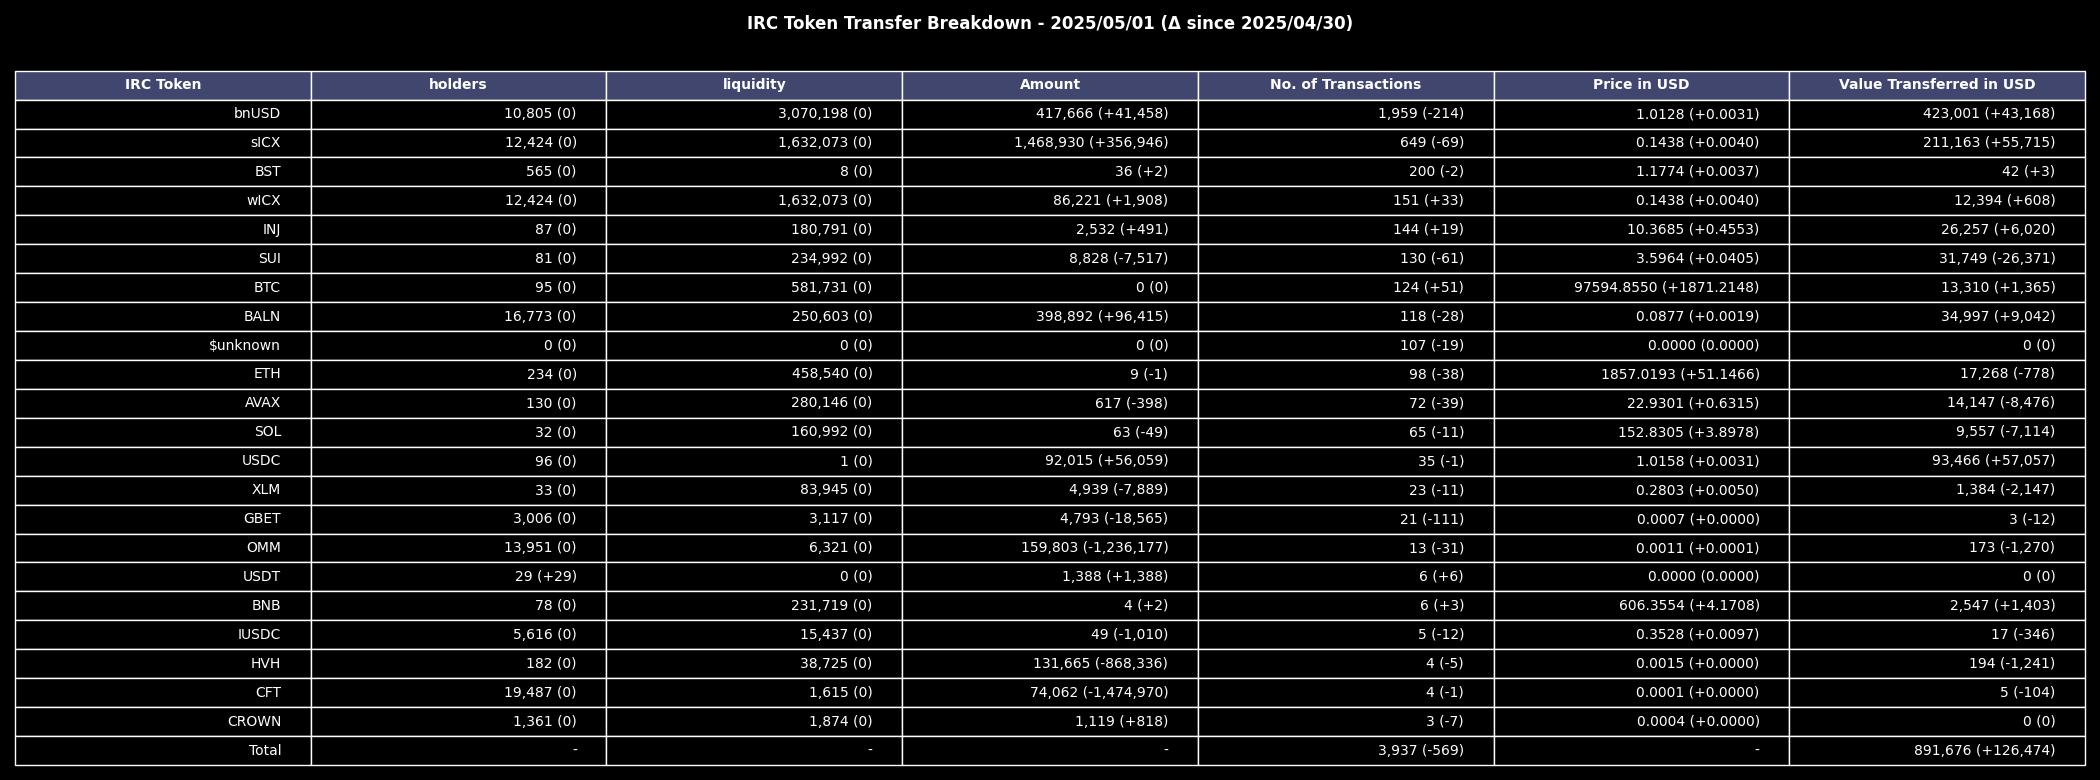 IRC Token Transfer Breakdown - 2025/05/01 (Δ since 2025/04/30)
IRC Token holders liquidity Amount No. of Transactions Price in USD Value Transferred in USD
bnUSD 10,805 (0) 3,070,198 (0) 417,666 (+41,458) 1,959 (-214) 1.0128 (+0.0031) 423,001 (+43,168)
sICX 12,424 (0) 1,632,073 (0) 1,468,930 (+356,946) 649 (-69) 0.1438 (+0.0040) 211,163 (+55,715)
BST 565 (0) 8 (0) 36 (+2) 200 (-2) 1.1774 (+0.0037) 42 (+3)
wICX 12,424 (0) 1,632,073 (0) 86,221 (+1,908) 151 (+33) 0.1438 (+0.0040) 12,394 (+608)
INJ 87 (0) 180,791 (0) 2,532 (+491) 144 (+19) 10.3685 (+0.4553) 26,257 (+6,020)
SUI 81 (0) 234,992 (0) 8,828 (-7,517) 130 (-61) 3.5964 (+0.0405) 31,749 (-26,371)
BTC 95 (0) 581,731 (0) 0 (0) 124 (+51) 97594.8550 (+1871.2148) 13,310 (+1,365)
BALN 16,773 (0) 250,603 (0) 398,892 (+96,415) 118 (-28) 0.0877 (+0.0019) 34,997 (+9,042)
$unknown 0 (0) 0 (0) 0 (0) 107 (-19) 0.0000 (0.0000) 0 (0)
ETH 234 (0) 458,540 (0) 9 (-1) 98 (-38) 1857.0193 (+51.1466) 17,268 (-778)
AVAX 130 (0) 280,146 (0) 617 (-398) 72 (-39) 22.9301 (+0.6315) 14,147 (-8,476)
SOL 32 (0) 160,992 (0) 63 (-49) 65 (-11) 152.8305 (+3.8978) 9,557 (-7,114)
USDC 96 (0) 1 (0) 92,015 (+56,059) 35 (-1) 1.0158 (+0.0031) 93,466 (+57,057)
XLM 33 (0) 83,945 (0) 4,939 (-7,889) 23 (-11) 0.2803 (+0.0050) 1,384 (-2,147)
GBET 3,006 (0) 3,117 (0) 4,793 (-18,565) 21 (-111) 0.0007 (+0.0000) 3 (-12)
OMM 13,951 (0) 6,321 (0) 159,803 (-1,236,177) 13 (-31) 0.0011 (+0.0001) 173 (-1,270)
USDT 29 (+29) 0 (0) 1,388 (+1,388) 6 (+6) 0.0000 (0.0000) 0 (0)
BNB 78 (0) 231,719 (0) 4 (+2) 6 (+3) 606.3554 (+4.1708) 2,547 (+1,403)
IUSDC 5,616 (0) 15,437 (0) 49 (-1,010) 5 (-12) 0.3528 (+0.0097) 17 (-346)
HVH 182 (0) 38,725 (0) 131,665 (-868,336) 4 (-5) 0.0015 (+0.0000) 194 (-1,241)
CFT 19,487 (0) 1,615 (0) 74,062 (-1,474,970) 4 (-1) 0.0001 (+0.0000) 5 (-104)
CROWN 1,361 (0) 1,874 (0) 1,119 (+818) 3 (-7) 0.0004 (+0.0000) 0 (0)
Total - - - 3,937 (-569) - 891,676 (+126,474)